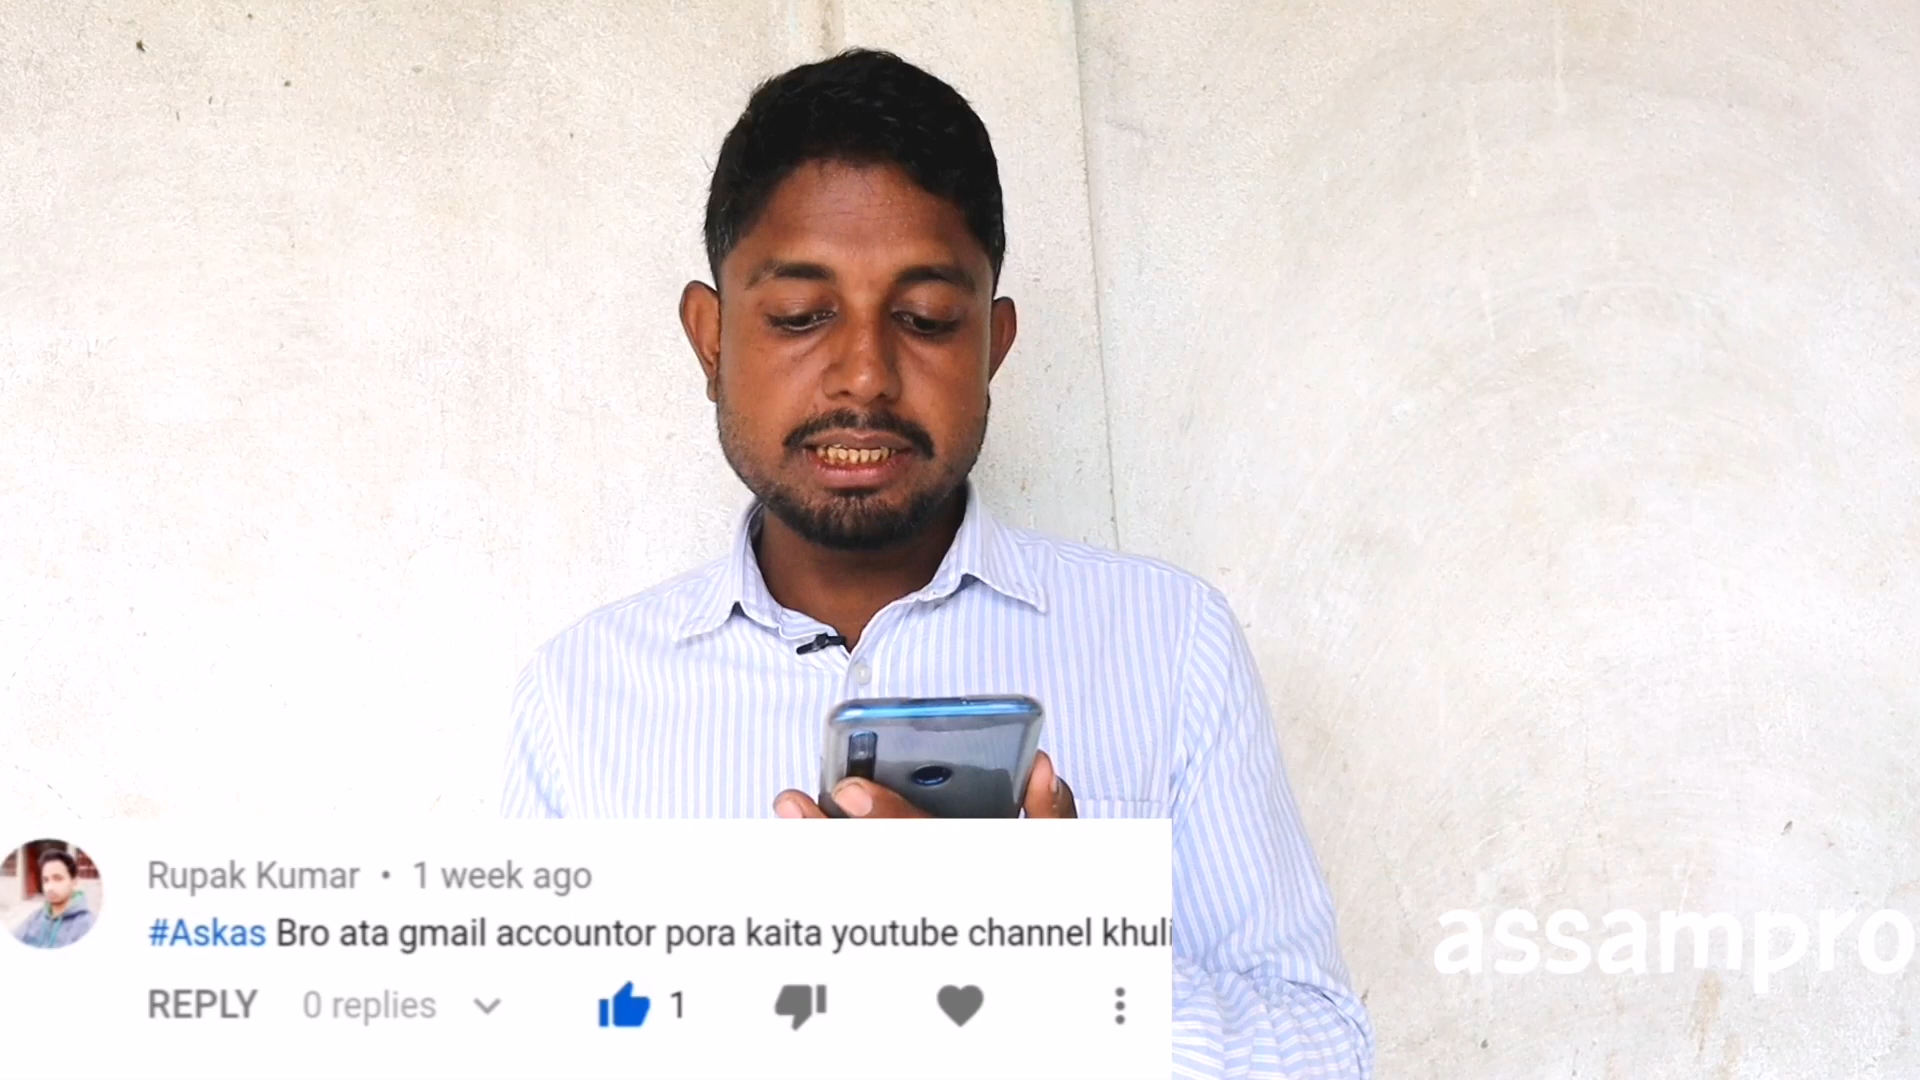 Rupak Kumar • 1 week ago
#Askas Bro ata gmail accountor pora kaita youtube channel khuli
REPLY 0 replies 1
assampro